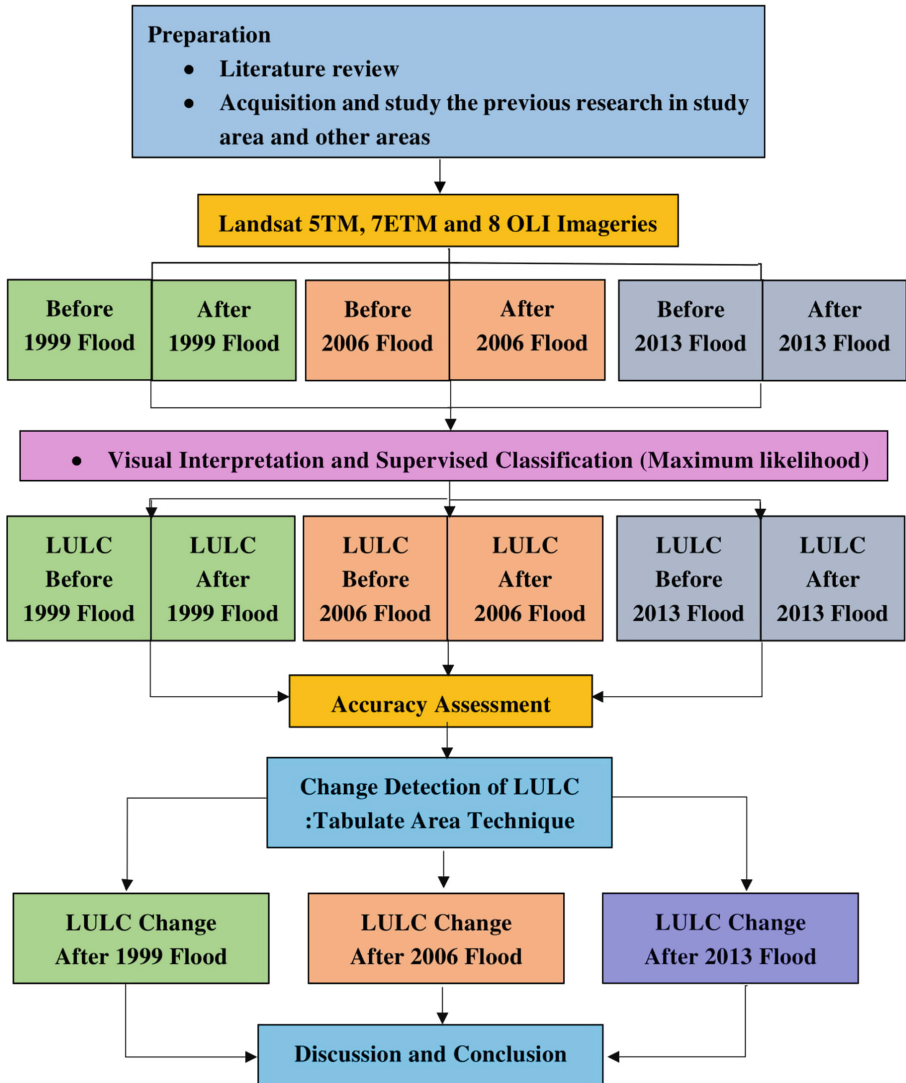 Preparation
• Literature review
• Acquisition and study the previous research in study
area and other areas
Landsat 5TM, 7ETM and 8 OLI Imageries
Before
1999 Flood
After
1999 Flood
Before
2006 Flood
After
2006 Flood
Before
2013 Flood
After
2013 Flood
• Visual Interpretation and Supervised Classification (Maximum likelihood)
LULC
Before
1999 Flood
LULC
After
1999 Flood
LULC
Before
2006 Flood
LULC
After
2006 Flood
LULC
Before
2013 Flood
LULC
After
2013 Flood
Accuracy Assessment
Change Detection of LULC
:Tabulate Area Technique
LULC Change
After 1999 Flood
LULC Change
After 2006 Flood
LULC Change
After 2013 Flood
Discussion and Conclusion